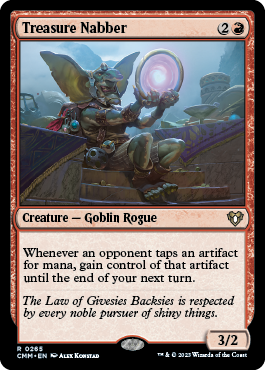 Treasure Nabber 2
Creature — Goblin Rogue
Whenever an opponent taps an artifact
for mana, gain control of that artifact
until the end of your next turn.
The Law of Givesies Backsies is respected
by every noble pursuer of shiny things.
3/2
R 0265
CMM • EN Alex Konstad
™ & © 2023 Wizards of the Coast